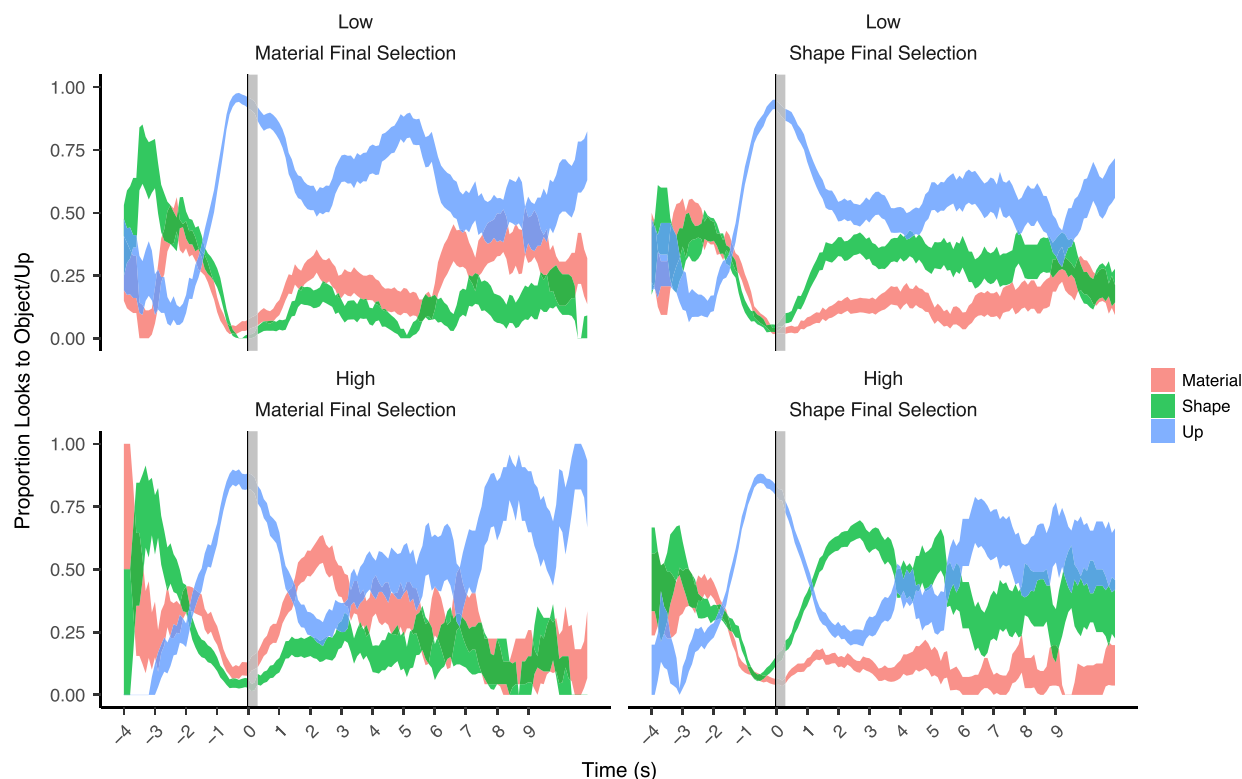 Low
Material Final Selection
Low
Shape Final Selection
1.00
0.75
0.50
0.25
0.00
High
Material Final Selection
High
Shape Final Selection
1.00
0.75
0.50
0.25
0.00
Proportion Looks to Object/Up
Material
Shape
Up
−4 −3 −2 −1 0 1 2 3 4 5 6 7 8 9
−4 −3 −2 −1 0 1 2 3 4 5 6 7 8 9
Time (s)